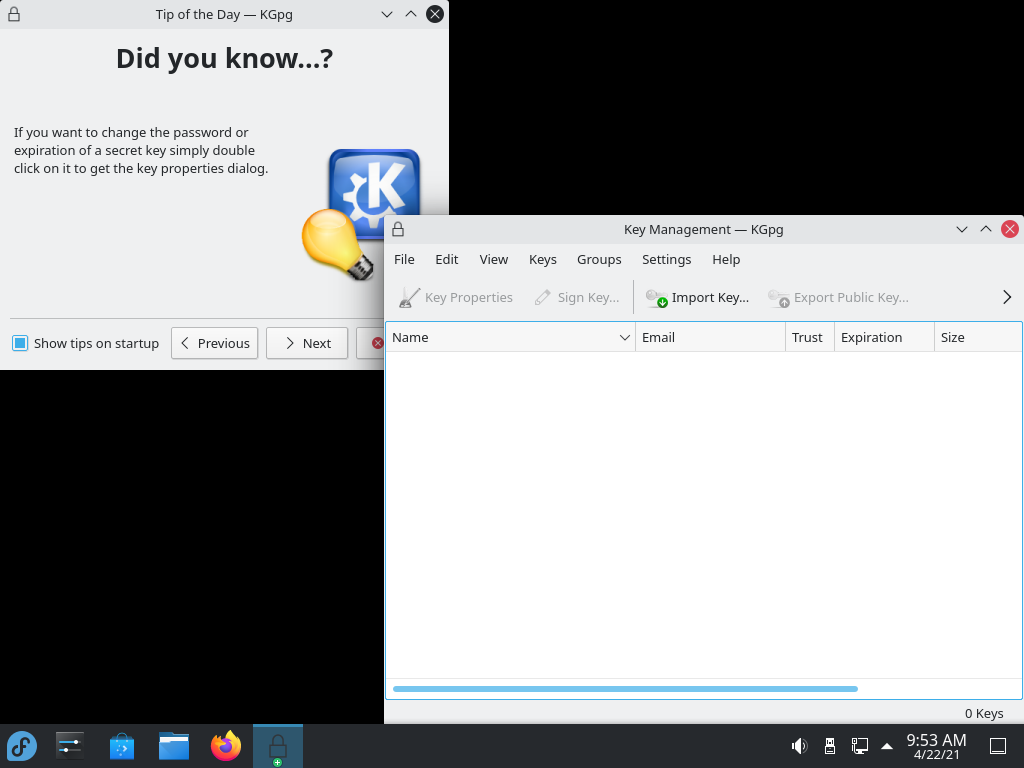 Tip of the Day — KGpg
Did you know...?
If you want to change the password or
expiration of a secret key simply double
click on it to get the key properties dialog.
Show tips on startup
Previous
Next
Key Management — KGpg
File Edit View Keys Groups Settings Help
Key Properties Sign Key... Import Key... Export Public Key...
Name Email Trust Expiration Size
0 Keys
9:53 AM
4/22/21